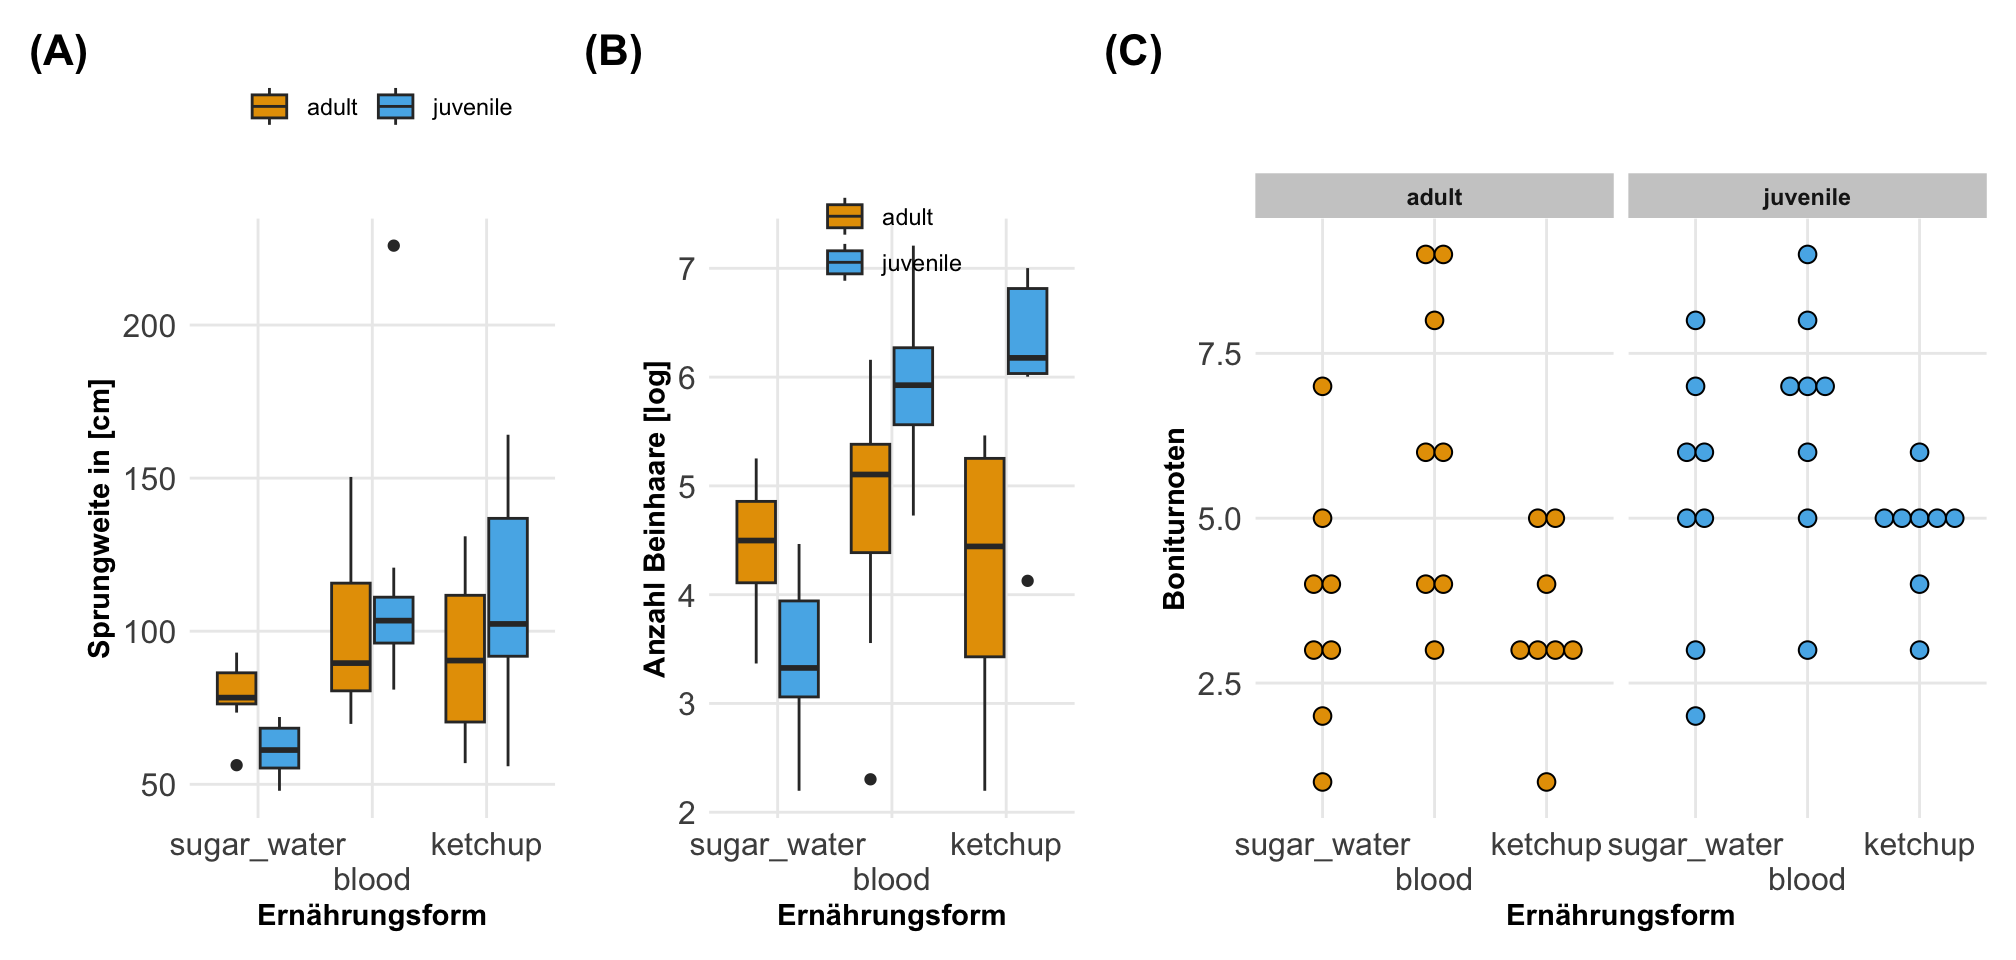 (A)
adult juvenile
Sprungweite in [cm]
200
150
100
50
sugar_water ketchup
blood
Ernährungsform
(B)
adult
juvenile
Anzahl Beinhaare [log]
7
6
5
4
3
2
sugar_water ketchup
blood
Ernährungsform
(C)
adult juvenile
Boniturnoten
7.5
5.0
2.5
sugar_water ketchup sugar_water ketchup
blood blood
Ernährungsform